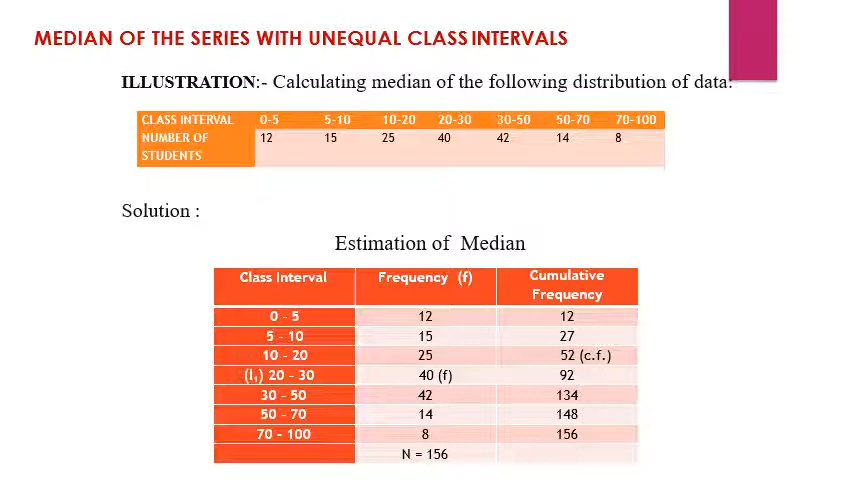 MEDIAN OF THE SERIES WITH UNEQUAL CLASS INTERVALS
ILLUSTRATION:- Calculating median of the following distribution of data:
CLASS INTERVAL 0-5 5-10 10-20 20-30 30-50 50-70 70-100
NUMBER OF 12 15 25 40 42 14 8
STUDENTS
Solution :
Estimation of Median
Class Interval Frequency (f) Cumulative
Frequency
0 - 5 12 12
5 - 10 15 27
10 - 20 25 52 (c.f.)
(l₁) 20 - 30 40 (f) 92
30 - 50 42 134
50 - 70 14 148
70 - 100 8 156
N = 156